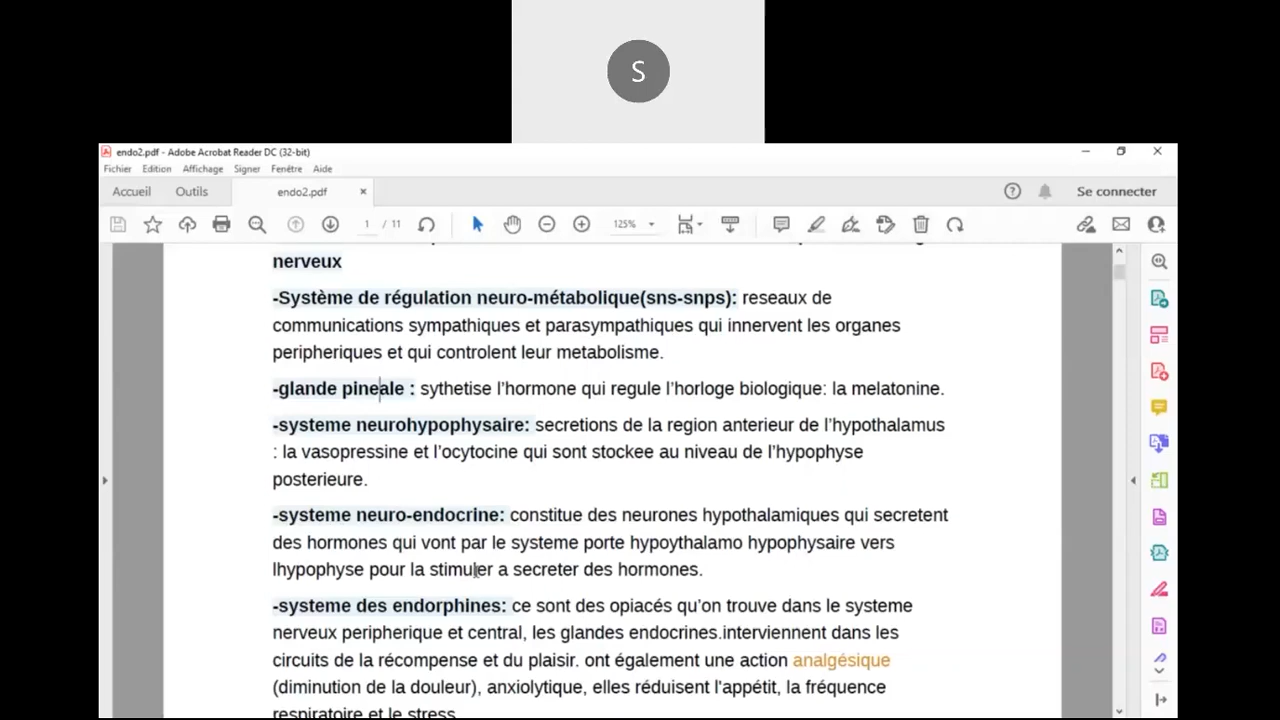 S
endo2.pdf - Adobe Acrobat Reader DC (32-bit)
Fichier Edition Affichage Signer Fenêtre Aide
Accueil Outils endo2.pdf × Se connecter
1 / 11 125%
nerveux
-Système de régulation neuro-métabolique(sns-snps): reseaux de
communications sympathiques et parasympathiques qui innervent les organes
peripheriques et qui controlent leur metabolisme.
-glande pineale : sythetise l’hormone qui regule l’horloge biologique: la melatonine.
-systeme neurohypophysaire: secretions de la region anterieur de l’hypothalamus
: la vasopressine et l’ocytocine qui sont stockee au niveau de l’hypophyse
posterieure.
-systeme neuro-endocrine: constitue des neurones hypothalamiques qui secretent
des hormones qui vont par le systeme porte hypoythalamo hypophysaire vers
lhypophyse pour la stimuler a secreter des hormones.
-systeme des endorphines: ce sont des opiacés qu’on trouve dans le systeme
nerveux peripherique et central, les glandes endocrines.interviennent dans les
circuits de la récompense et du plaisir. ont également une action analgésique
(diminution de la douleur), anxiolytique, elles réduisent l'appétit, la fréquence
respiratoire et le stress